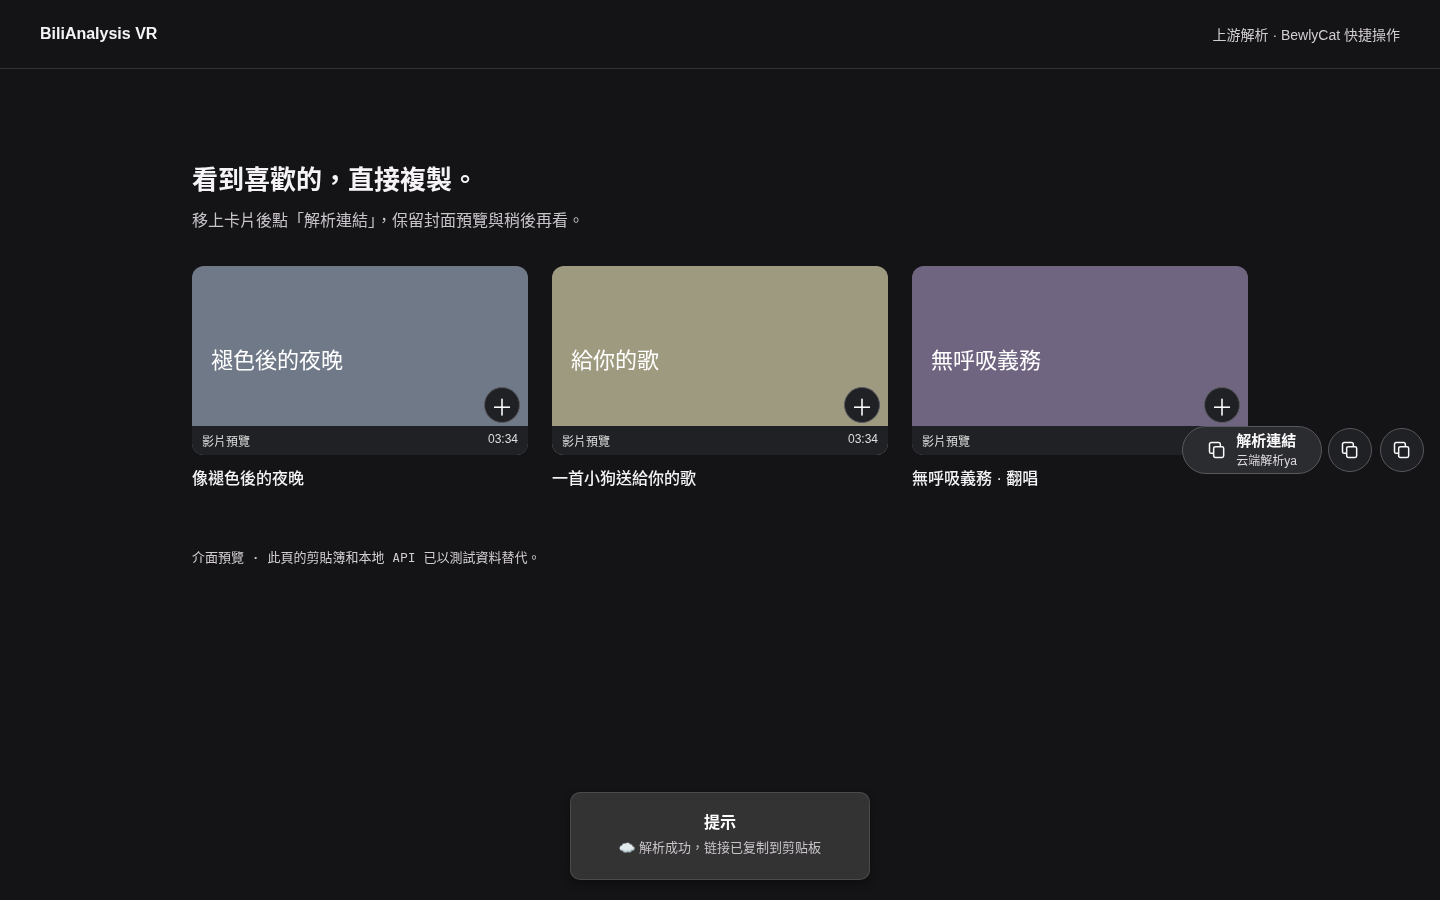 BiliAnalysis VR
上游解析 · BewlyCat 快捷操作
看到喜歡的，直接複製。
移上卡片後點「解析連結」，保留封面預覽與稍後再看。
褪色後的夜晚
給你的歌
無呼吸義務
影片預覽 03:34
影片預覽 03:34
影片預覽
解析連結
云端解析ya
像褪色後的夜晚
一首小狗送給你的歌
無呼吸義務 · 翻唱
介面預覽 · 此頁的剪貼簿和本地 API 已以測試資料替代。
提示
☁️ 解析成功，链接已复制到剪贴板